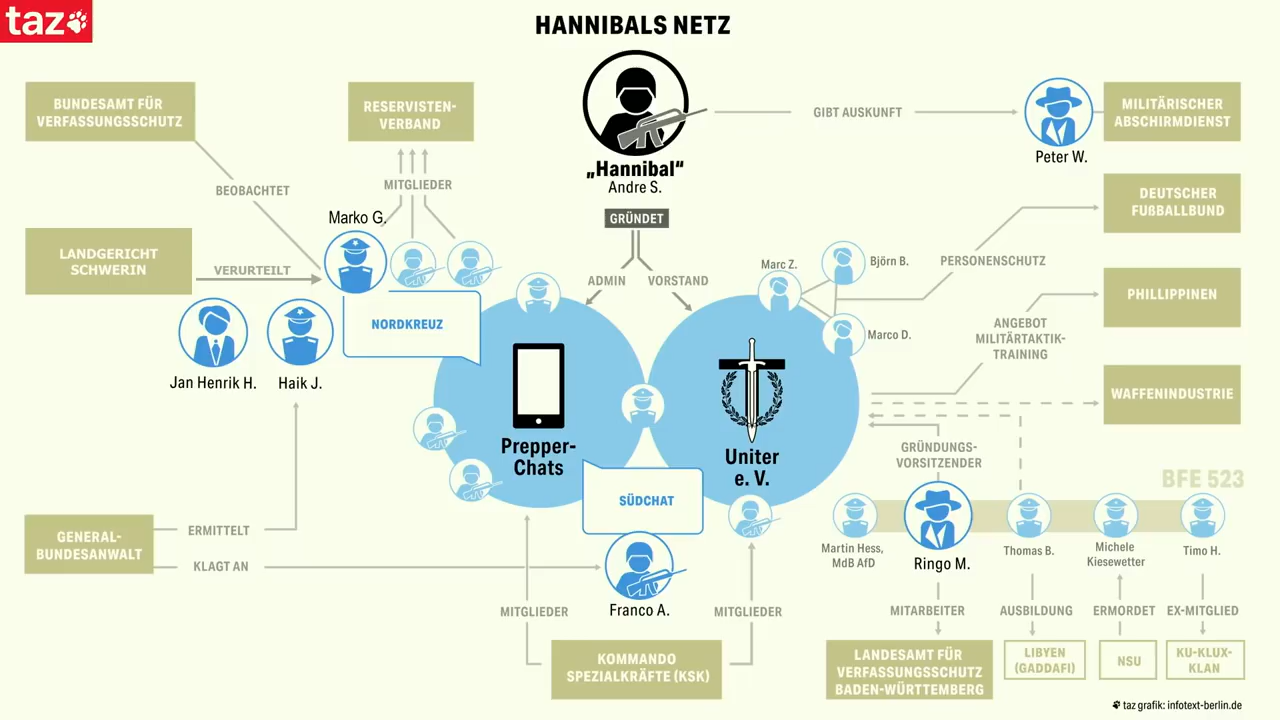 taz
HANNIBALS NETZ
BUNDESAMT FÜR
VERFASSUNGSSCHUTZ
RESERVISTEN-
VERBAND
GIBT AUSKUNFT
MILITÄRISCHER
ABSCHIRMDIENST
Peter W.
„Hannibal“
Andre S.
GRÜNDET
BEOBACHTET
MITGLIEDER
Marko G.
DEUTSCHER
FUßBALLBUND
LANDGERICHT
SCHWERIN
VERURTEILT
ADMIN
VORSTAND
Marc Z.
Björn B.
PERSONENSCHUTZ
Marco D.
PHILLIPPINEN
ANGEBOT
MILITÄRTAKTIK-
TRAINING
NORDKREUZ
Jan Henrik H.
Haik J.
WAFFENINDUSTRIE
Prepper-
Chats
Uniter
e. V.
GRÜNDUNGS-
VORSITZENDER
BFE 523
SÜDCHAT
GENERAL-
BUNDESANWALT
ERMITTELT
KLAGT AN
Martin Hess,
MdB AfD
Ringo M.
Thomas B.
Michele
Kiesewetter
Timo H.
Franco A.
MITGLIEDER
MITGLIEDER
MITARBEITER
AUSBILDUNG
ERMORDET
EX-MITGLIED
KOMMANDO
SPEZIALKRÄFTE (KSK)
LANDESAMT FÜR
VERFASSUNGSSCHUTZ
BADEN-WÜRTTEMBERG
LIBYEN
(GADDAFI)
NSU
KU-KLUX-
KLAN
taz grafik: infotext-berlin.de